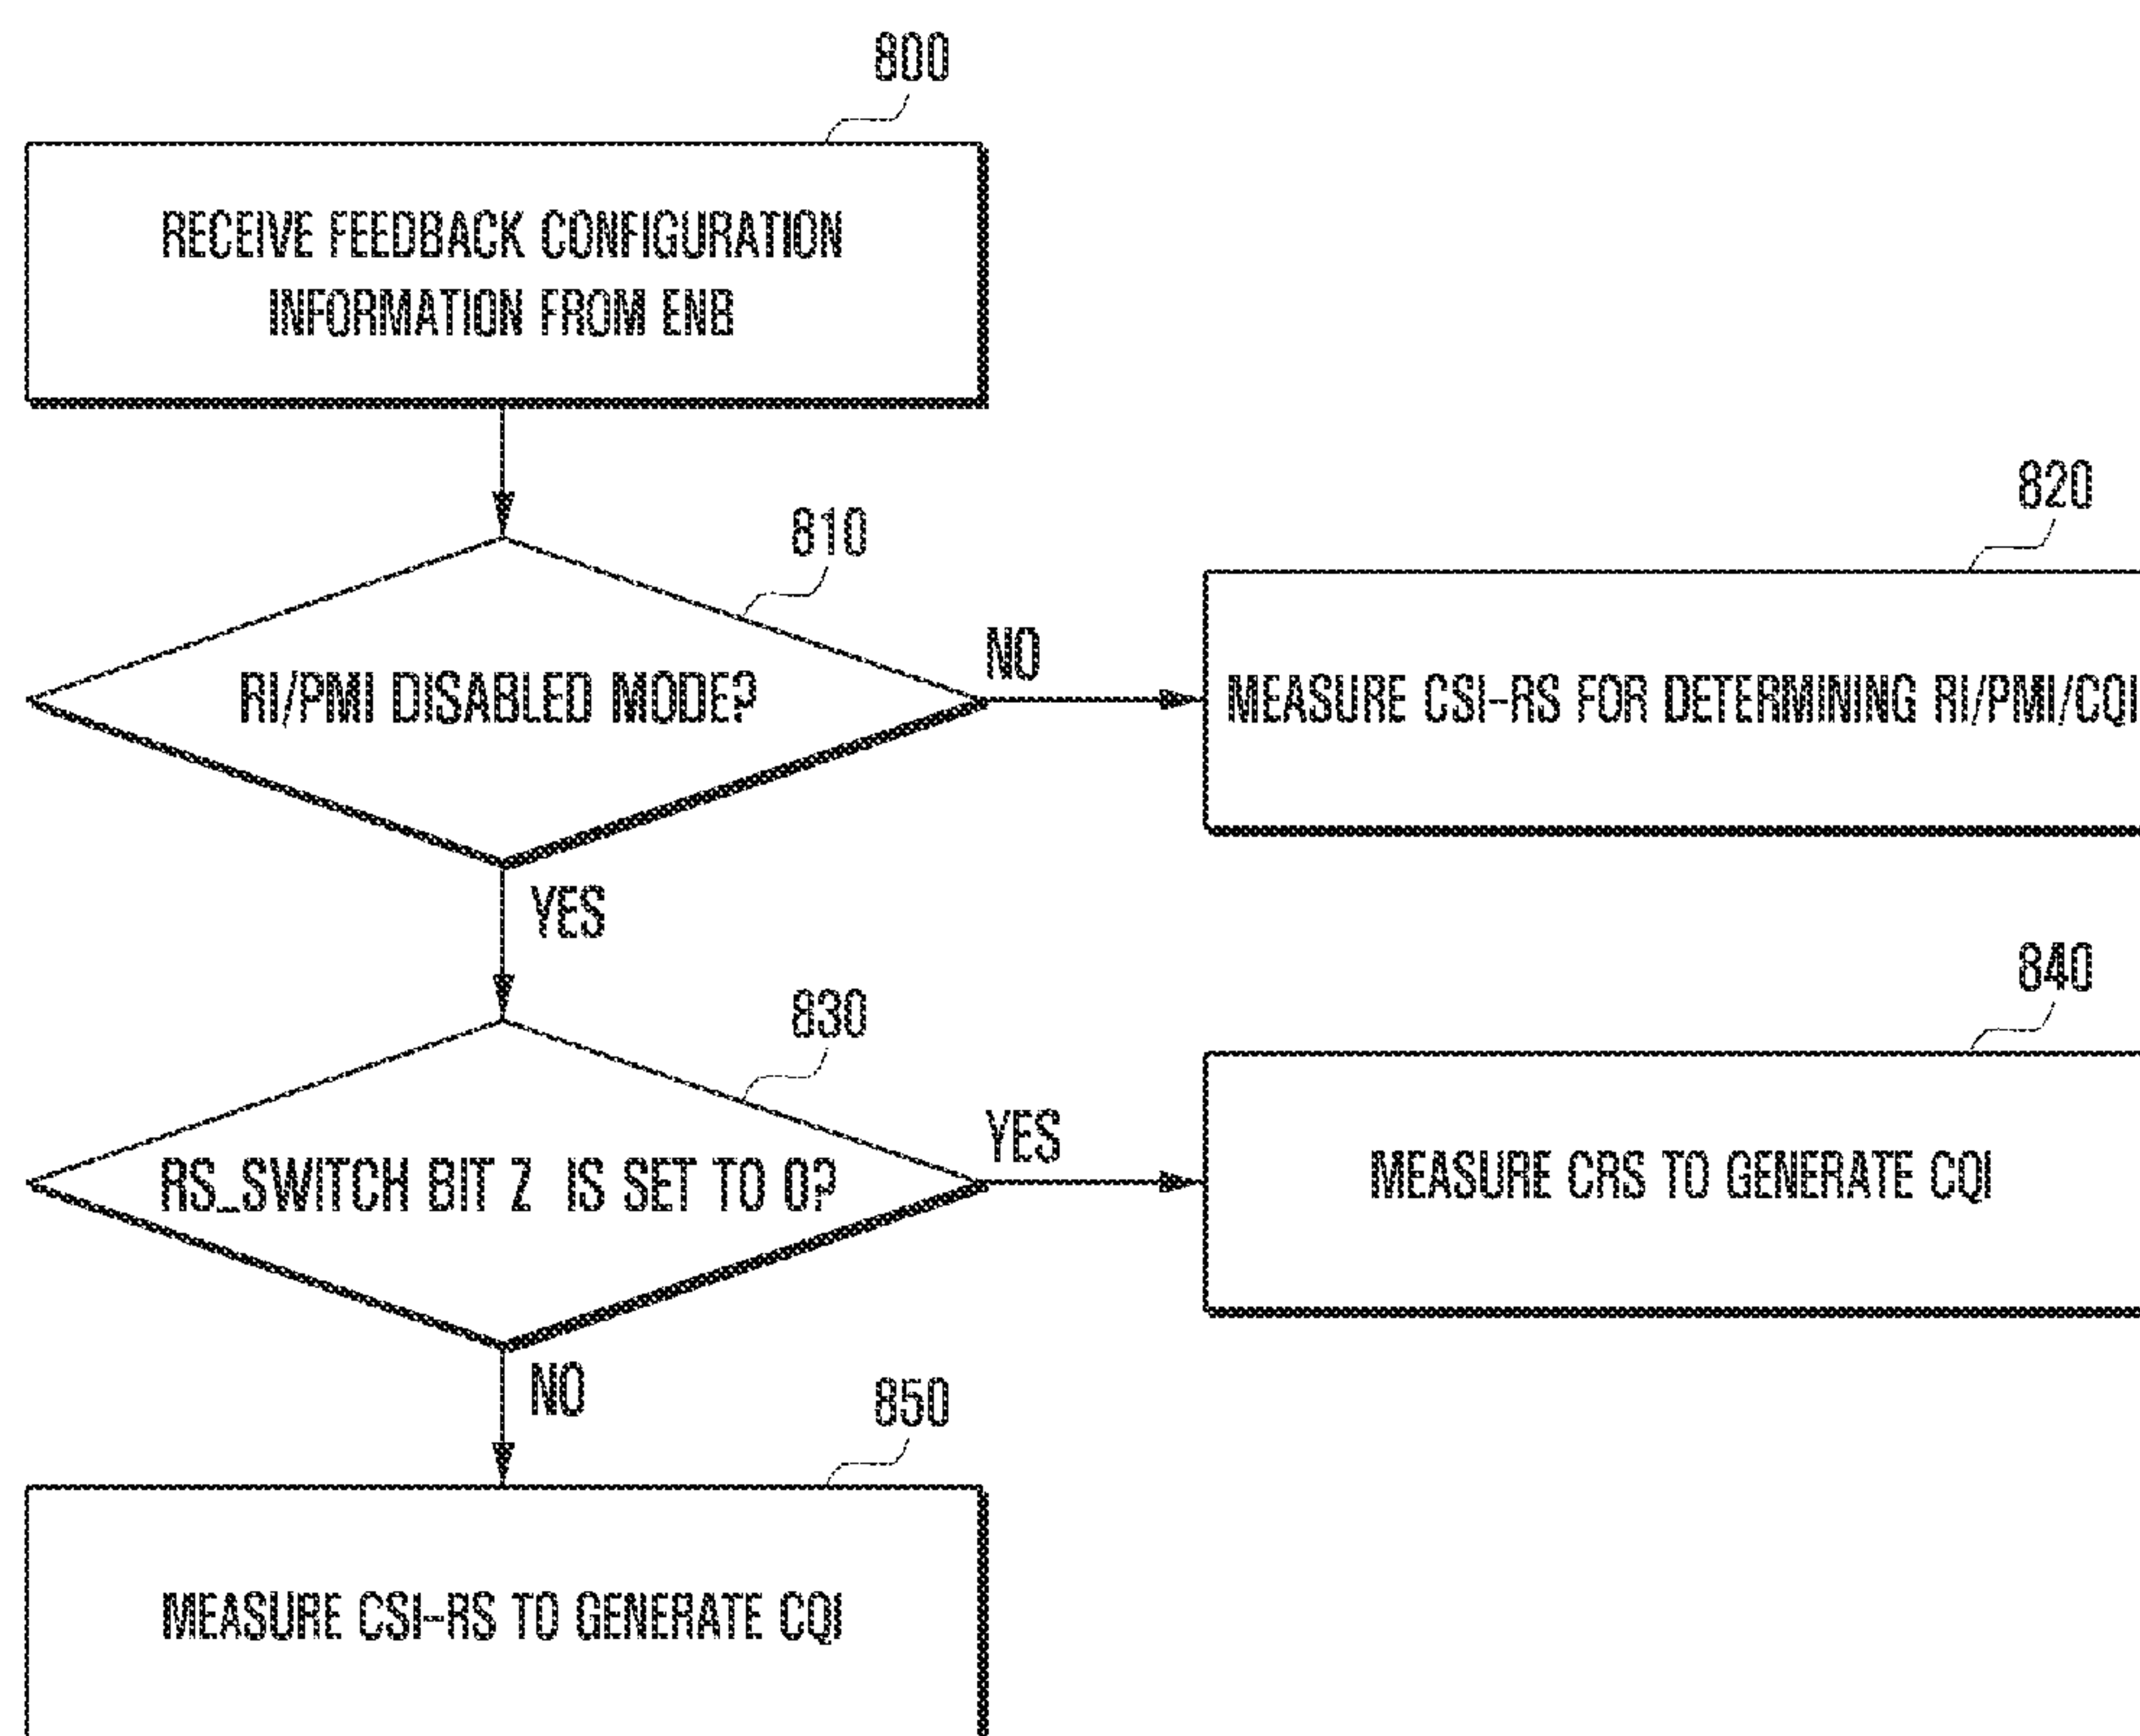 800
RECEIVE FEEDBACK CONFIGURATION
INFORMATION FROM ENB
810
RI/PMI DISABLED MODE?
NO
820
MEASURE CSI-RS FOR DETERMINING RI/PMI/CQI
YES
830
RS_SWITCH BIT Z IS SET TO 0?
YES
840
MEASURE CRS TO GENERATE CQI
NO
850
MEASURE CSI-RS TO GENERATE CQI